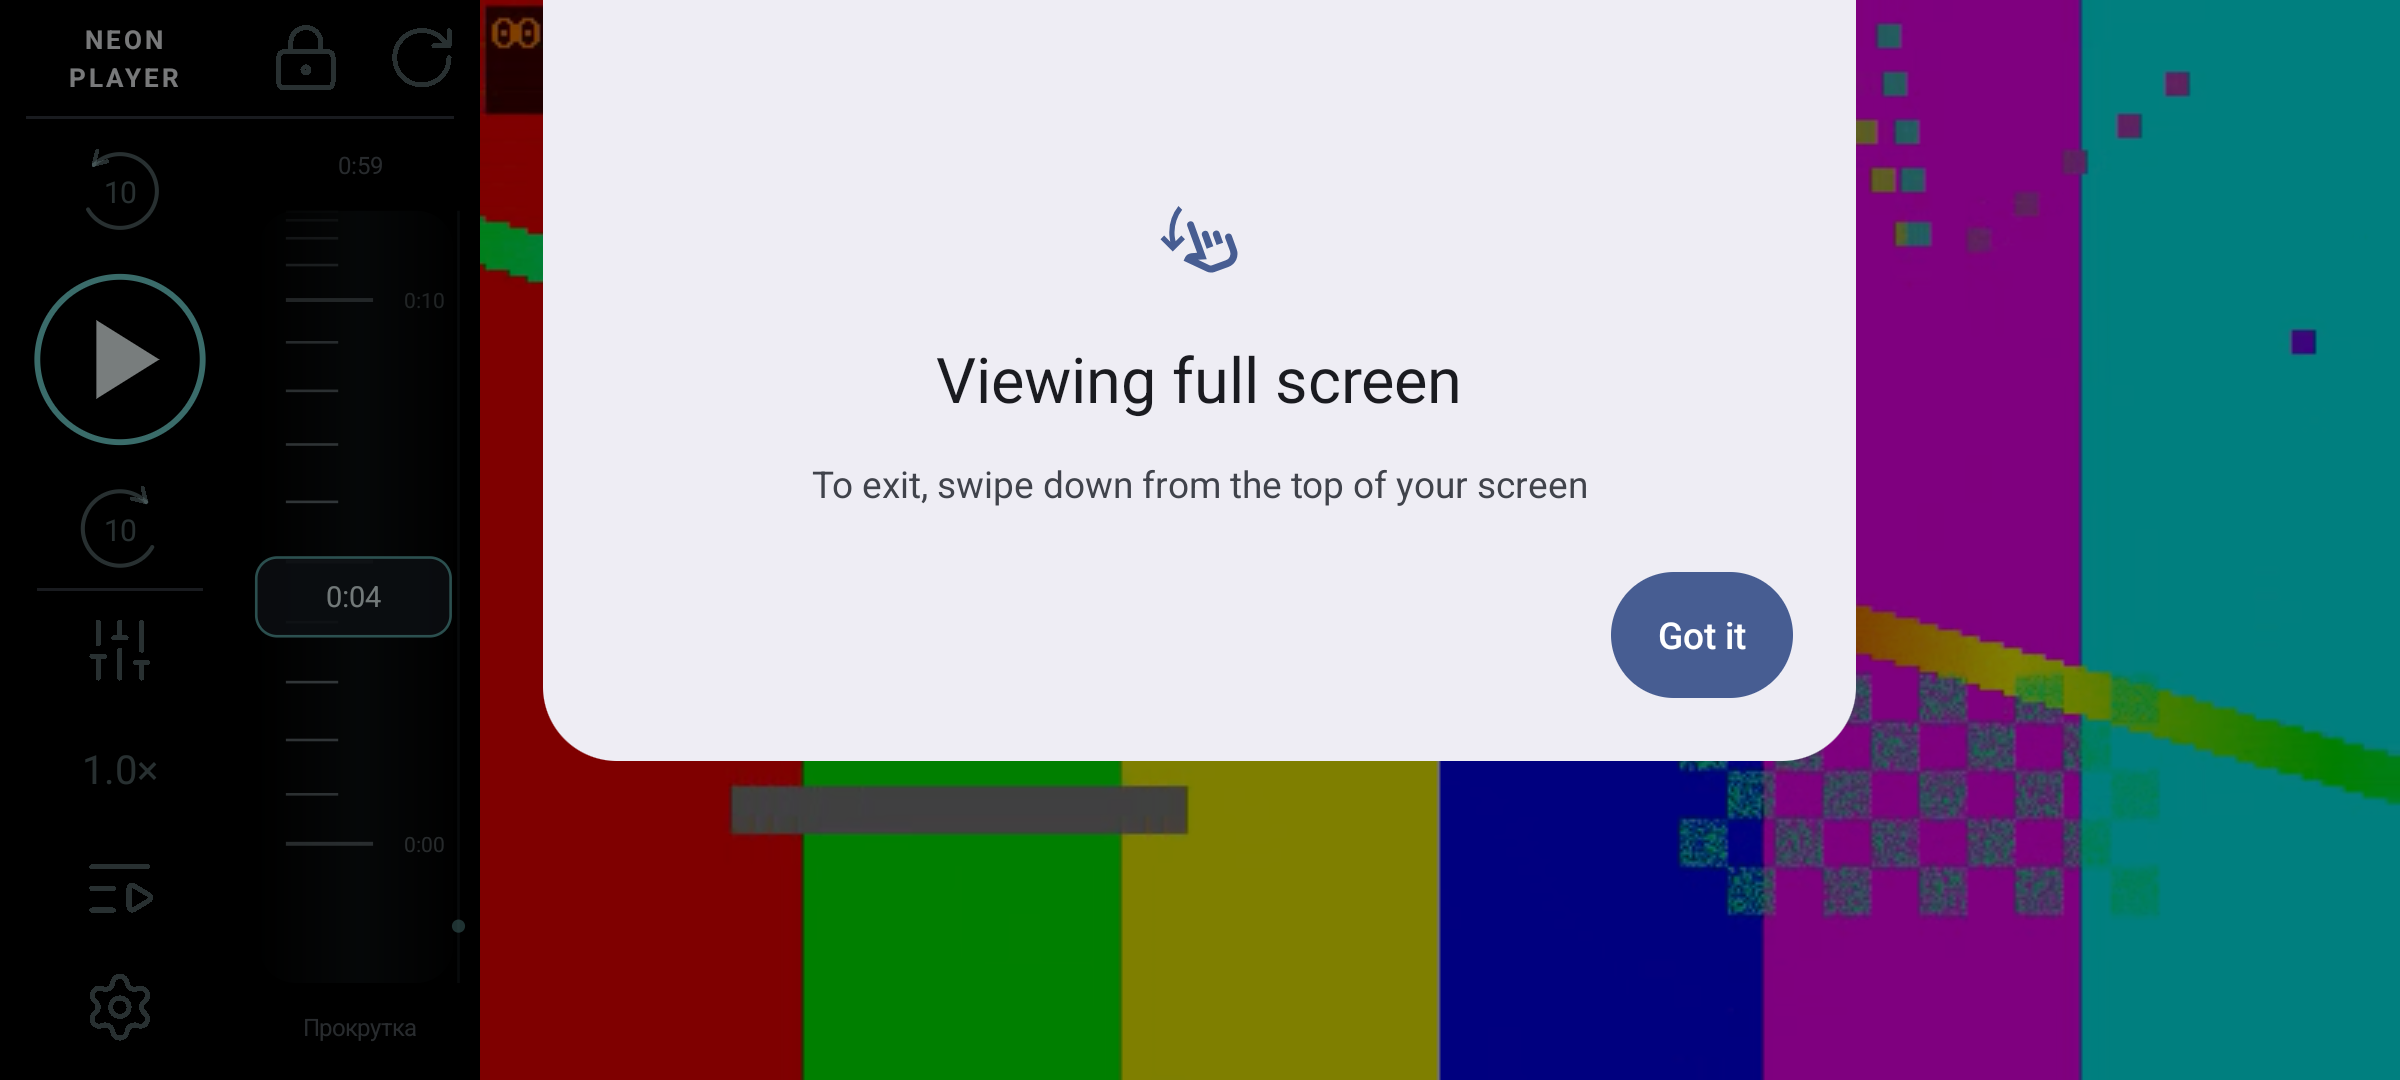 NEON
PLAYER
0:59
10
0:10
10
0:04
1.0×
0:00
Прокрутка
00
Viewing full screen
To exit, swipe down from the top of your screen
Got it